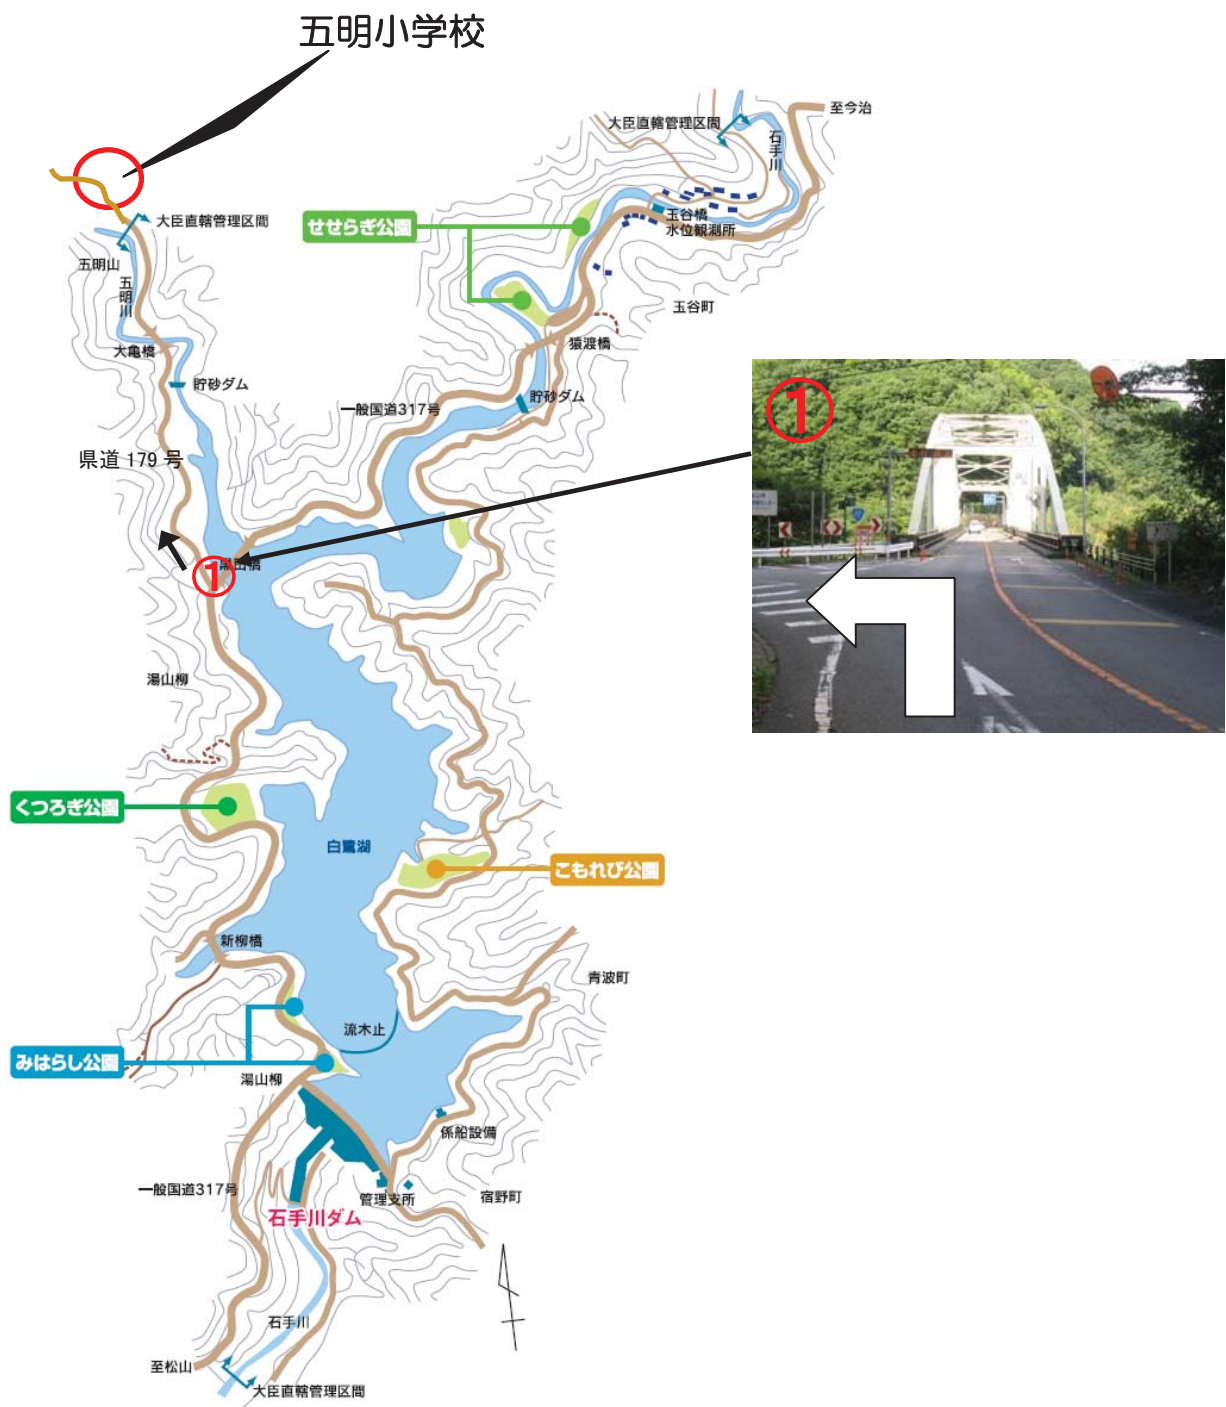 五明小学校
至今治
大臣直轄管理区間
石手川
大臣直轄管理区間
せせらぎ公園
玉谷橋
水位観測所
五明山
五明川
玉谷町
大亀橋
猿渡橋
貯砂ダム
貯砂ダム
一般国道317号
①
県道 179 号
①
湯山柳
くつろぎ公園
白鷺湖
こもれび公園
新柳橋
青波町
流木止
みはらし公園
湯山柳
係船設備
一般国道317号
管理支所
宿野町
石手川ダム
石手川
至松山
大臣直轄管理区間